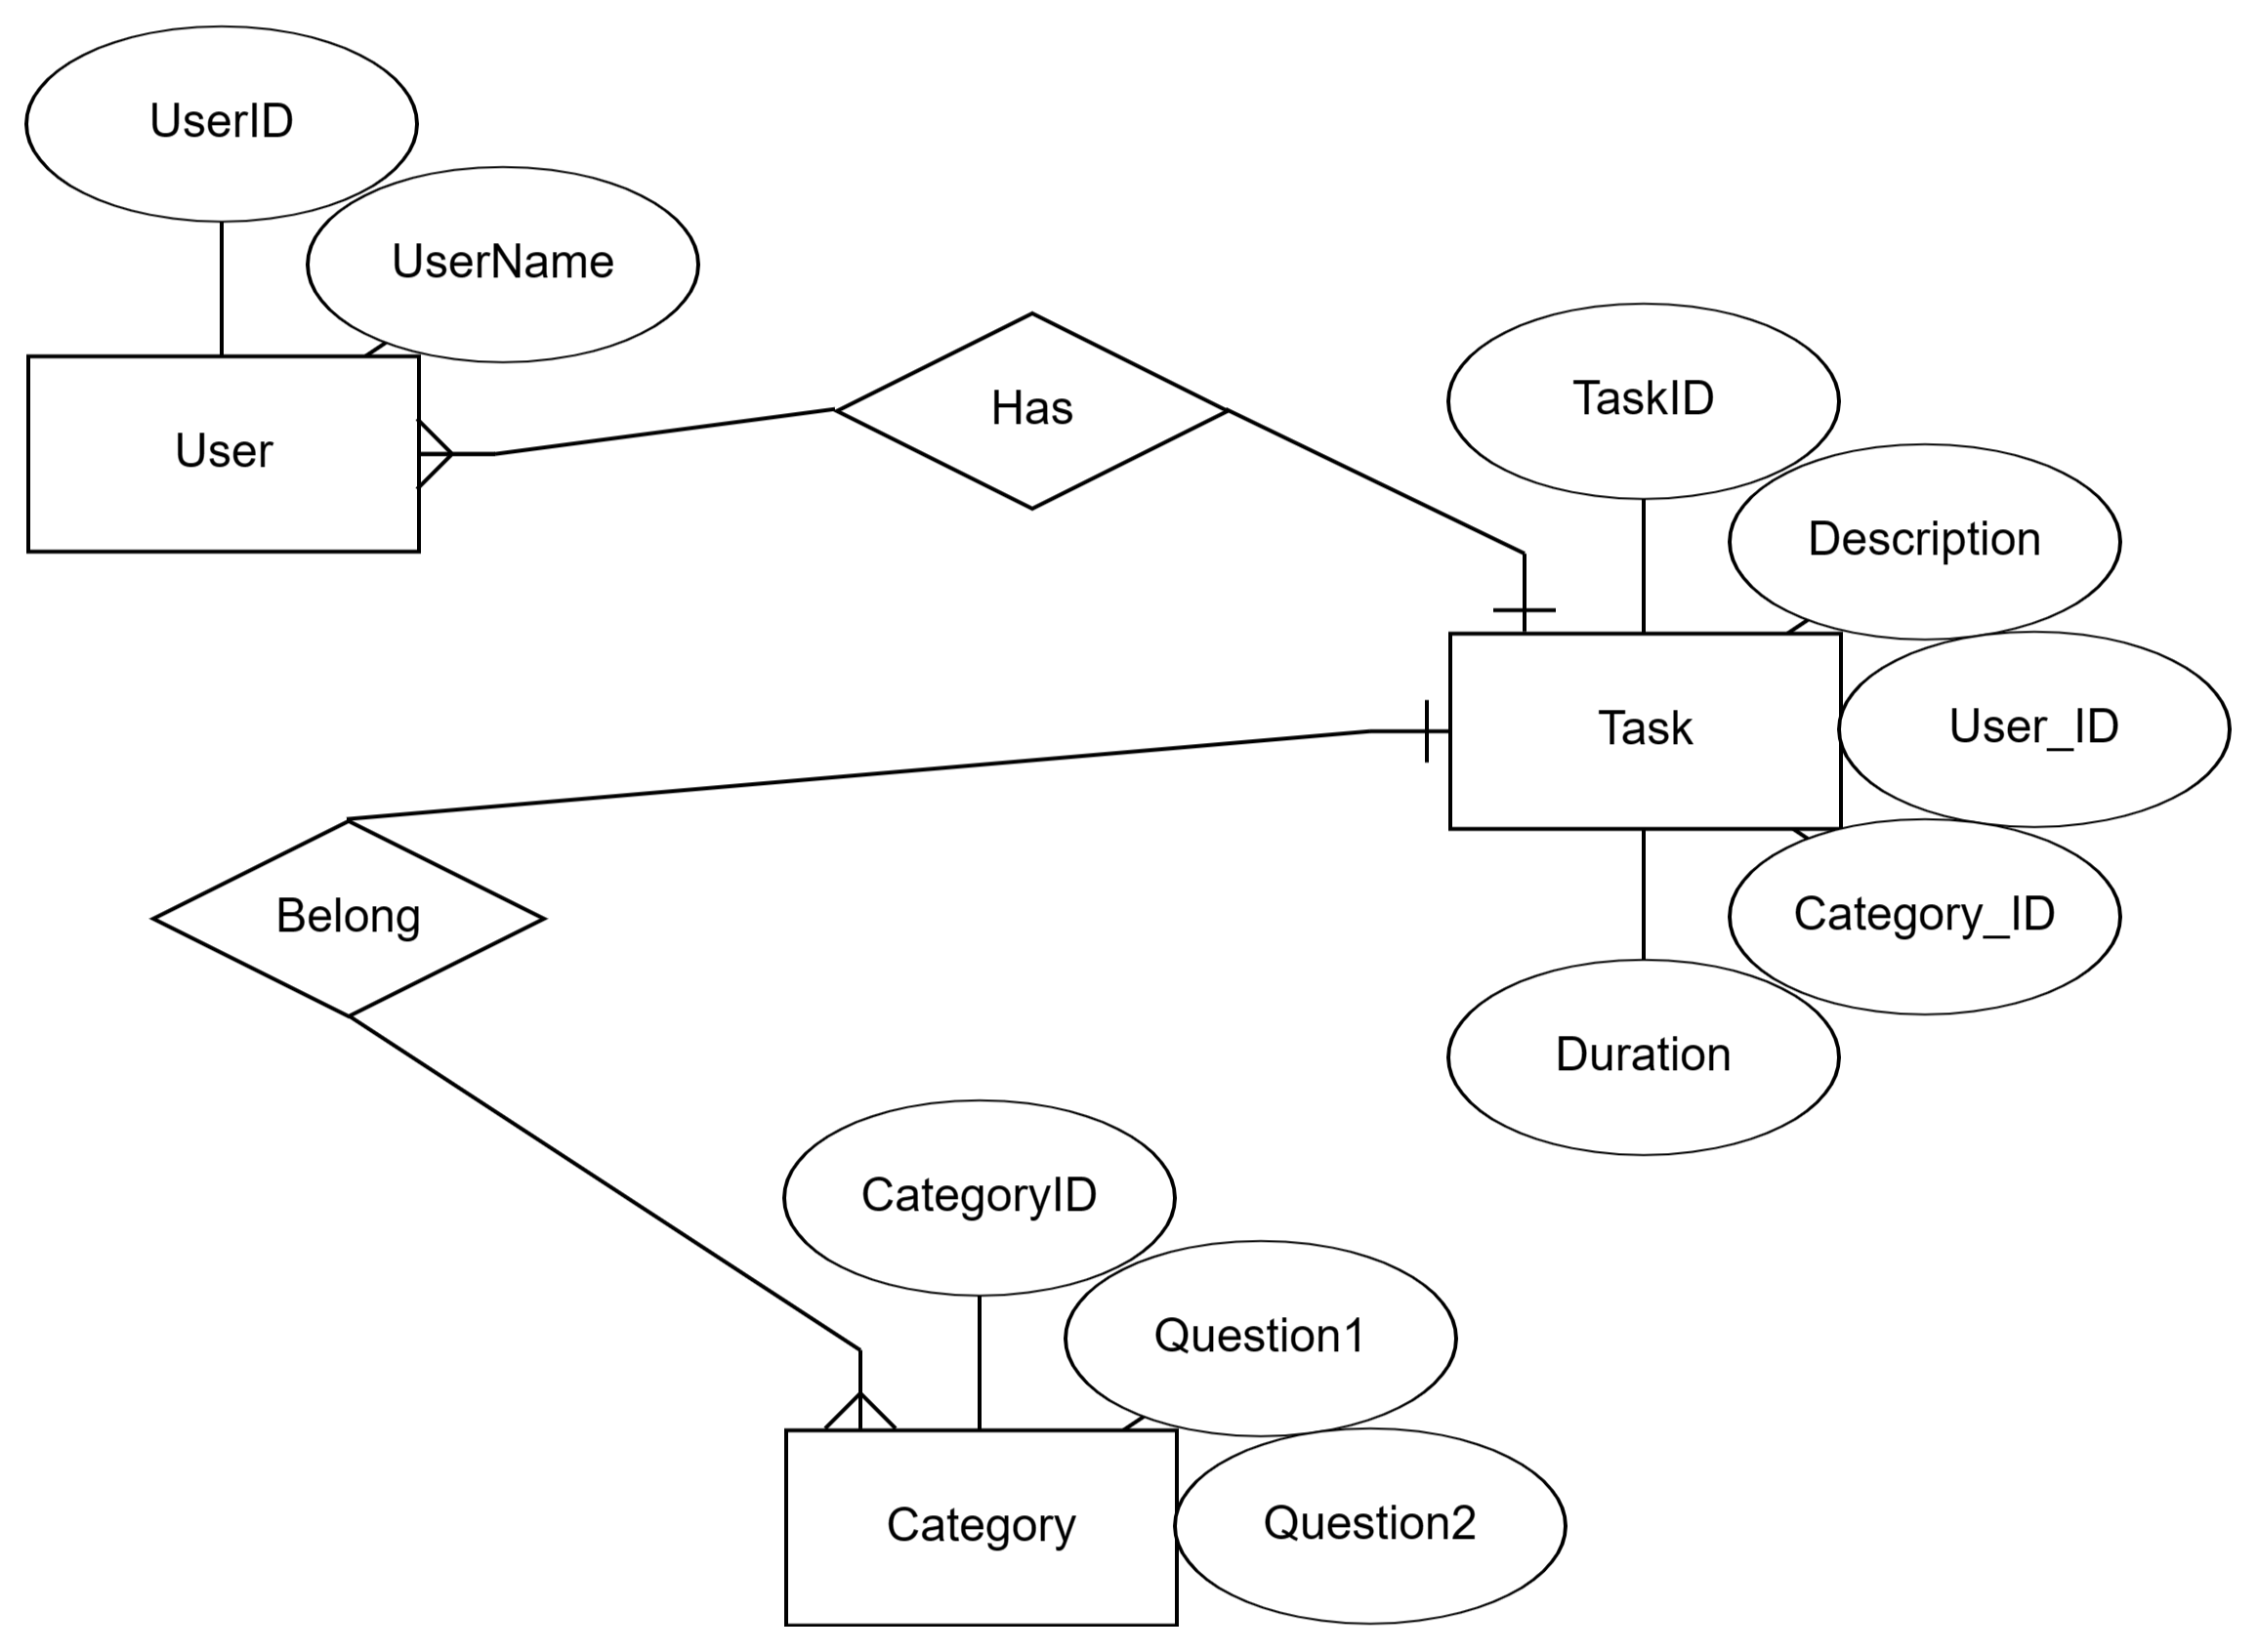 UserID
UserName
User
Has
TaskID
Description
Task
User_ID
Category_ID
Belong
Duration
CategoryID
Question1
Category
Question2